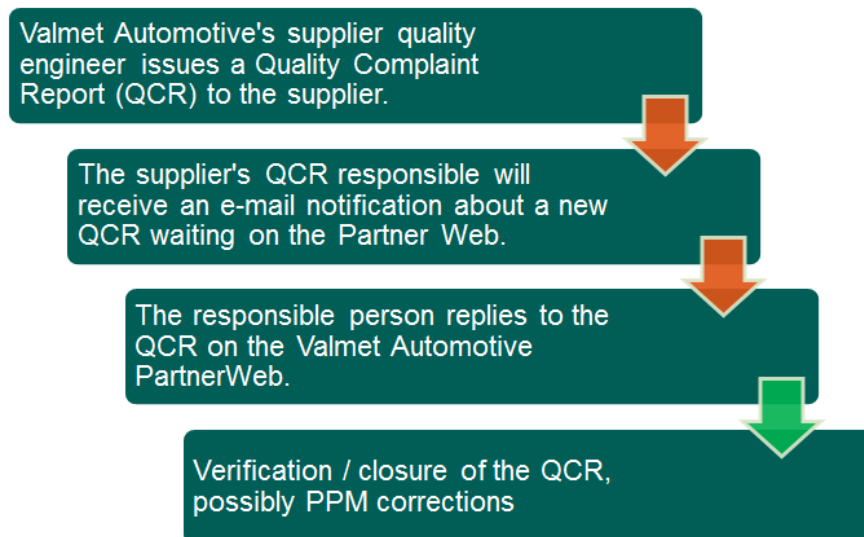 Valmet Automotive's supplier quality
engineer issues a Quality Complaint
Report (QCR) to the supplier.
The supplier's QCR responsible will
receive an e-mail notification about a new
QCR waiting on the Partner Web.
The responsible person replies to the
QCR on the Valmet Automotive
PartnerWeb.
Verification / closure of the QCR,
possibly PPM corrections